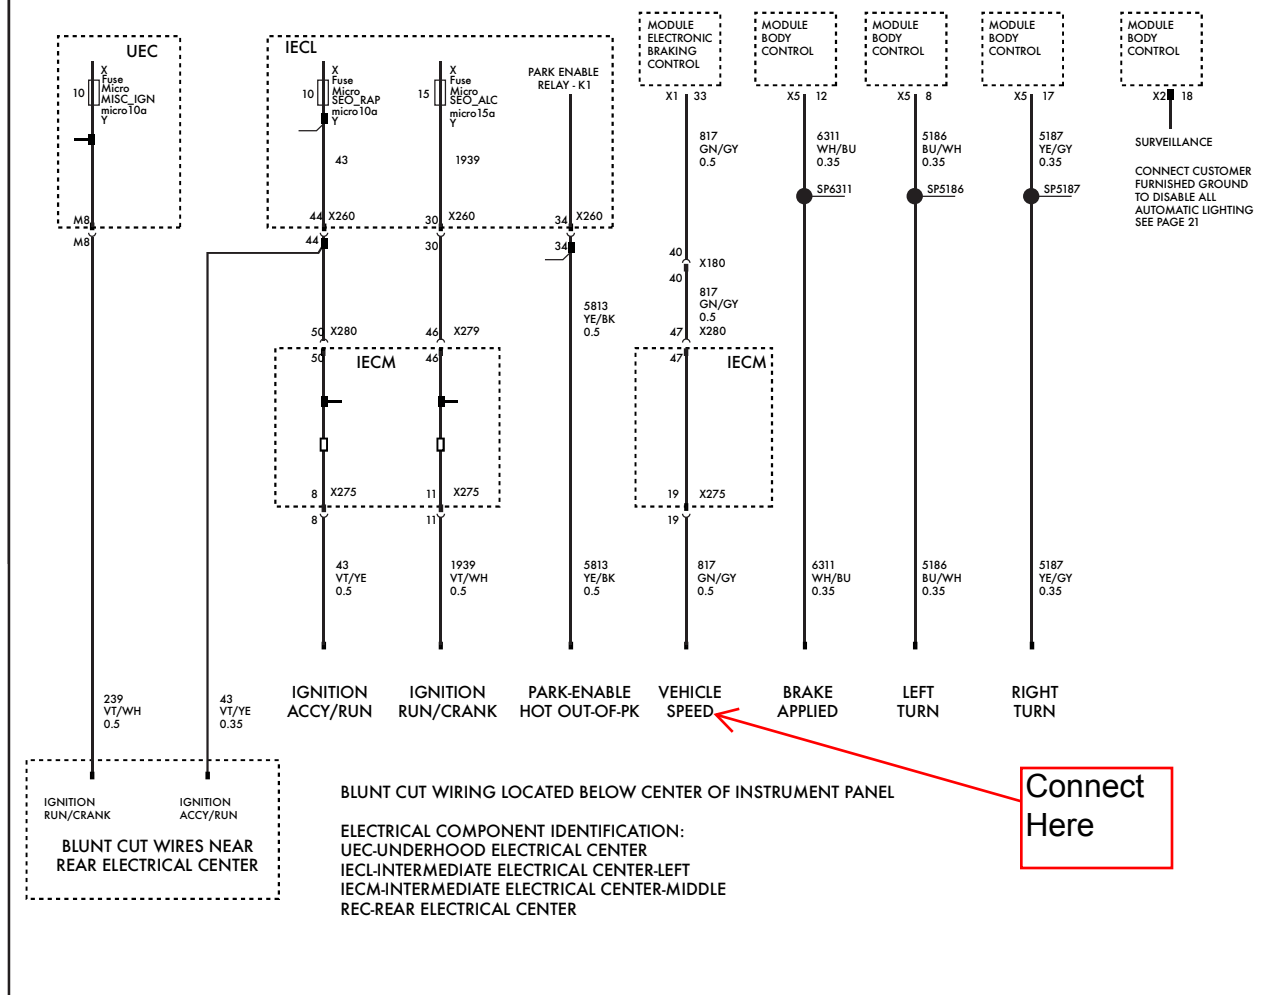 UEC
X
Fuse
Micro
MISC_IGN
micro10a
Y
10
M8
M8
239
VT/WH
0.5
IECL
X
Fuse
Micro
SEO_RAP
micro10a
Y
10
43
44 X260
44
X
Fuse
Micro
SEO_ALC
micro15a
Y
15
1939
30 X260
30
PARK ENABLE
RELAY - K1
34 X260
34
5813
YE/BK
0.5
50 X280
50
46 X279
46
IECM
8 X275
8
11 X275
11
43
VT/YE
0.5
1939
VT/WH
0.5
5813
YE/BK
0.5
MODULE
ELECTRONIC
BRAKING
CONTROL
X1 33
817
GN/GY
0.5
40
X180
40
817
GN/GY
0.5
47 X280
47
IECM
19 X275
19
817
GN/GY
0.5
MODULE
BODY
CONTROL
X5 12
6311
WH/BU
0.35
SP6311
6311
WH/BU
0.35
MODULE
BODY
CONTROL
X5 8
5186
BU/WH
0.35
SP5186
5186
BU/WH
0.35
MODULE
BODY
CONTROL
X5 17
5187
YE/GY
0.35
SP5187
5187
YE/GY
0.35
MODULE
BODY
CONTROL
X2 18
SURVEILLANCE
CONNECT CUSTOMER
FURNISHED GROUND
TO DISABLE ALL
AUTOMATIC LIGHTING
SEE PAGE 21
43
VT/YE
0.35
IGNITION
ACCY/RUN
IGNITION
RUN/CRANK
PARK-ENABLE
HOT OUT-OF-PK
VEHICLE
SPEED
BRAKE
APPLIED
LEFT
TURN
RIGHT
TURN
IGNITION
RUN/CRANK
IGNITION
ACCY/RUN
BLUNT CUT WIRES NEAR
REAR ELECTRICAL CENTER
BLUNT CUT WIRING LOCATED BELOW CENTER OF INSTRUMENT PANEL
ELECTRICAL COMPONENT IDENTIFICATION:
UEC-UNDERHOOD ELECTRICAL CENTER
IECL-INTERMEDIATE ELECTRICAL CENTER-LEFT
IECM-INTERMEDIATE ELECTRICAL CENTER-MIDDLE
REC-REAR ELECTRICAL CENTER
Connect
Here